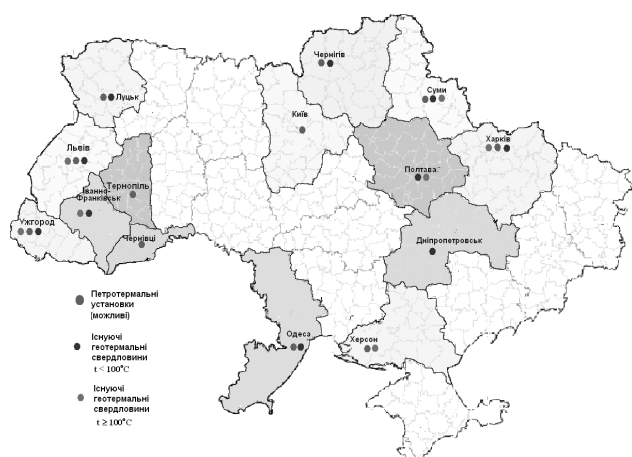 Чернігів
Суми
Луцьк
Київ
Харків
Львів
Полтава
Тернопіль
Івано-
Франківськ
Ужгород
Чернівці
Дніпропетровськ
Одеса
Херсон
Петротермальні
установки
(можливі)
Існуючі
геотермальні
свердловини
t < 100°C
Існуючі
геотермальні
свердловини
t ≥ 100°C